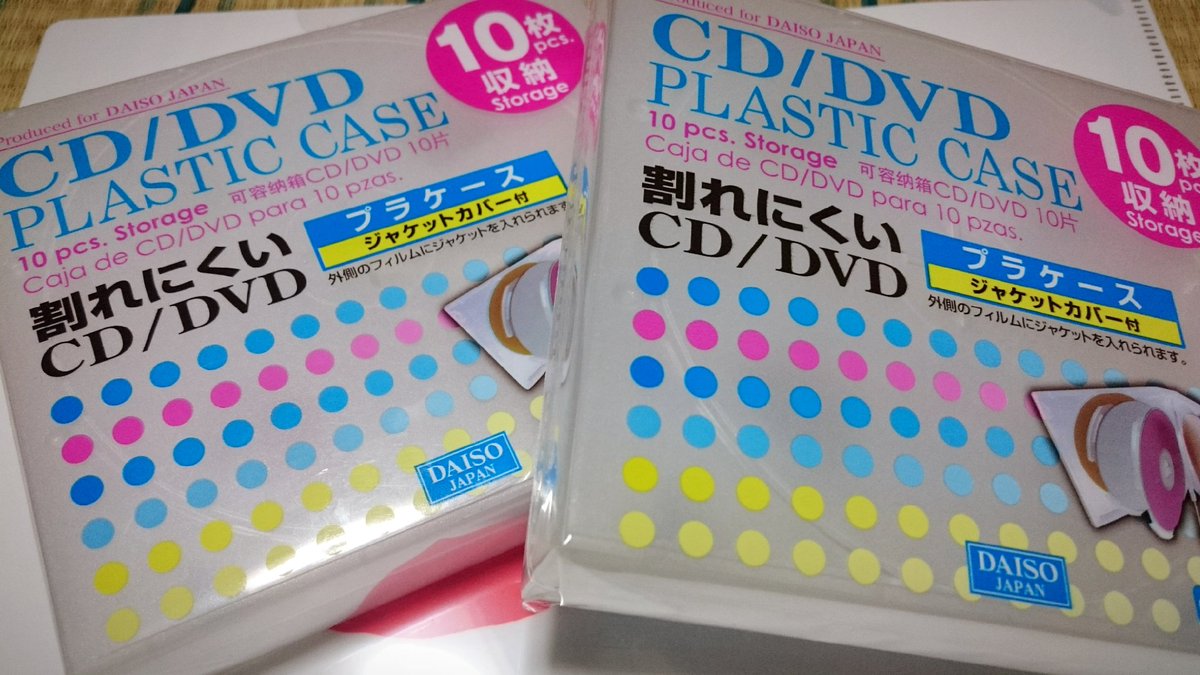 Produced for DAISO JAPAN
CD/DVD
PLASTIC CASE
10枚
pcs.
収納
Storage
10 pcs. Storage 可容纳箱CD/DVD 10片
Caja de CD/DVD para 10 pzas.
割れにくい
CD/DVD
プラケース
ジャケットカバー付
外側のフィルムにジャケットを入れられます
DAISO
JAPAN
Produced for DAISO JAPAN
CD/DVD
PLASTIC CASE
10枚
収納
Storage
10 pcs. Storage 可容纳箱CD/DVD 10片
Caja de CD/DVD para 10 pzas.
割れにくい
CD/DVD
プラケース
ジャケットカバー付
外側のフィルムにジャケットを入れられます。
DAISO
JAPAN